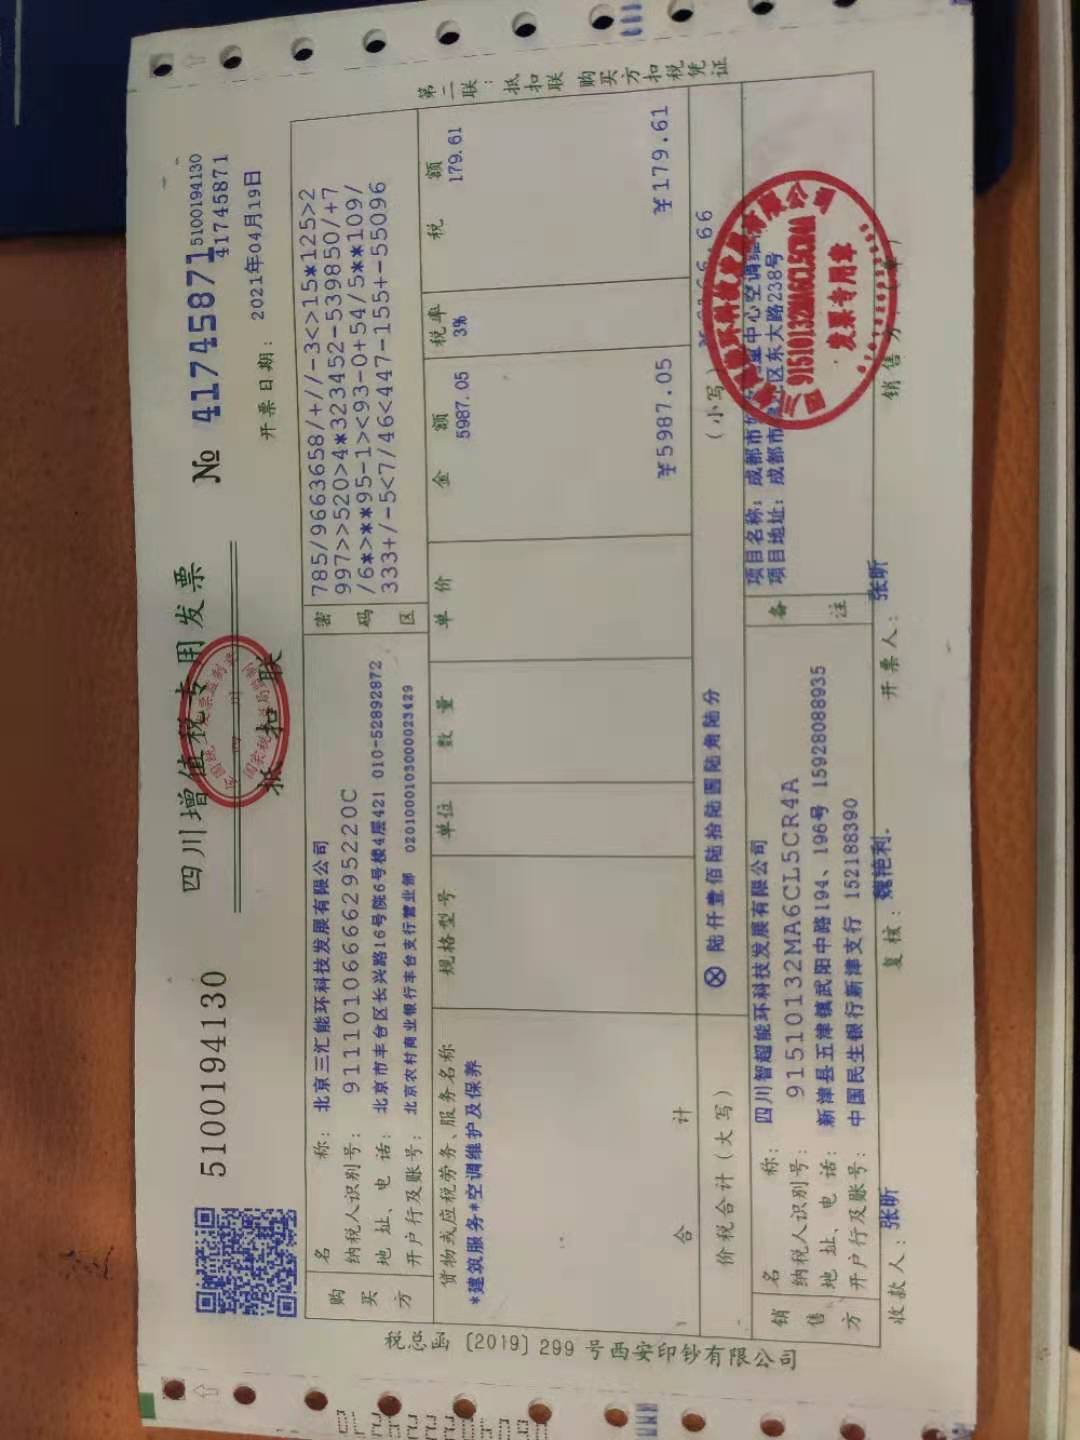 5100194130
四川增值税专用发票
抵扣联
№ 41745871
5100194130
41745871
开票日期: 2021年04月19日
购买方
名称: 北京三汇能环科技发展有限公司
纳税人识别号: 91110106666295220C
地址、电话: 北京市丰台区长兴路16号院6号楼4层421 010-52892872
开户行及账号: 北京农村商业银行丰台支行营业部 0201000103000023429
密码区
785/9663658/+//-3<>15*125>2
997>>520>4*323452-539850/+7
/6*>**95-1><93-0+54/5**109/
333+/-5<7/46<447-155+-55096
货物或应税劳务、服务名称 规格型号 单位 数量 单价 金额 税率 税额
*建筑服务*空调维护及保养 5987.05 3% 179.61
合计 ¥5987.05 ¥179.61
价税合计(大写) ⊗ 陆仟壹佰陆拾陆圆陆角陆分 (小写) .66
销售方
名称: 四川智超能环科技发展有限公司
纳税人识别号: 91510132MA6CL5CR4A
地址、电话: 新津县五津镇武阳中路194、196号 15928088935
开户行及账号: 中国民生银行新津支行 152188390
备注
项目名称: 成都市 中心空调维
项目地址: 成都市 区东大路238号
收款人: 张昕 复核: 魏艳利 开票人: 张昕 销售方:(章)
91510132MA6CL5CR4A
发票专用章
税总函〔2019〕299号西安印钞有限公司
第二联:抵扣联 购买方扣税凭证